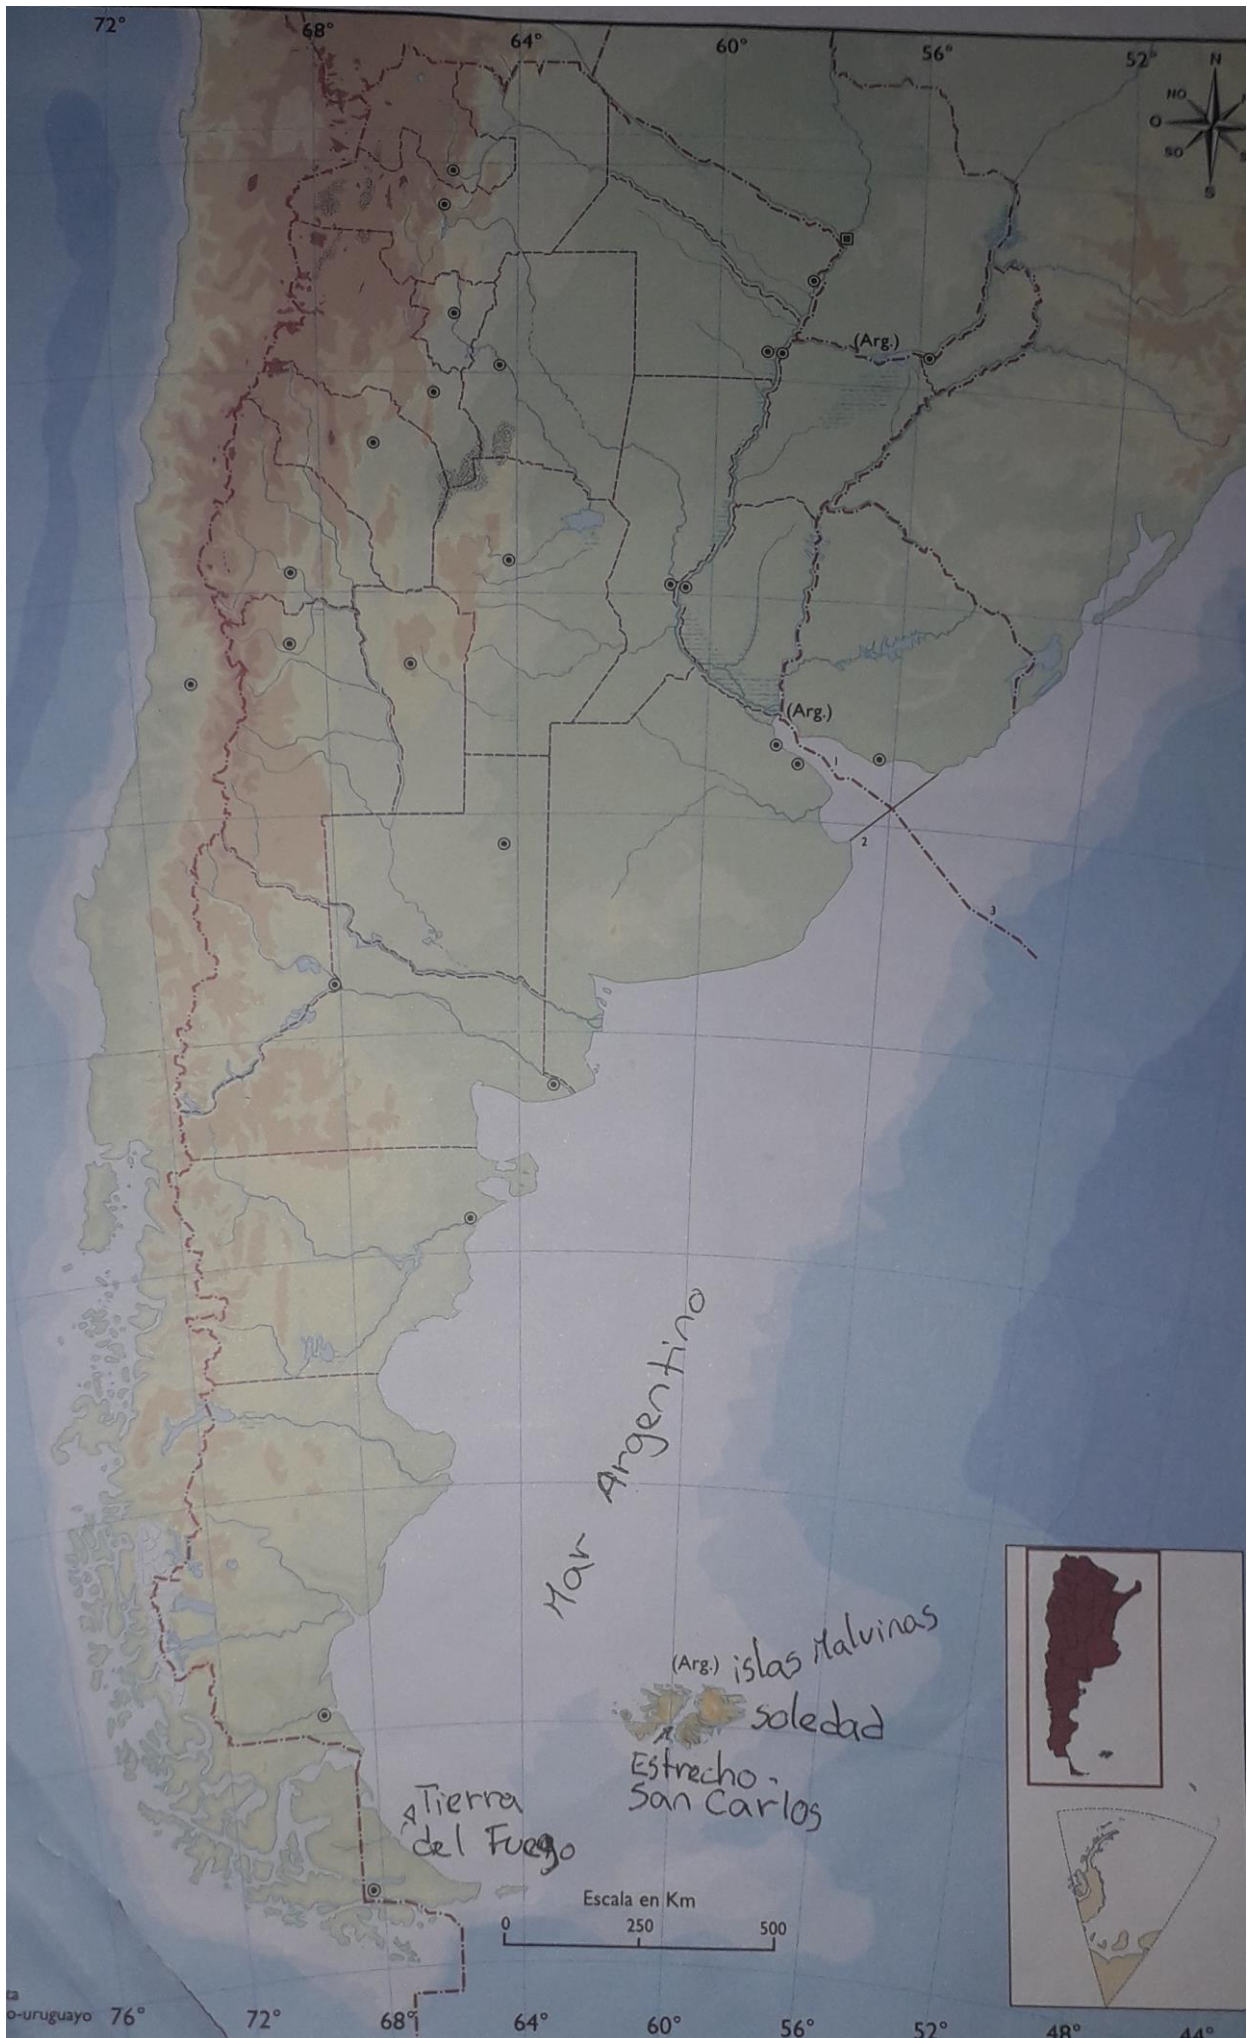 72°
68°
64°
60°
56°
52°
N
NO
O
SO
S
(Arg.)
(Arg.)
1
2
3
Mar Argentino
(Arg.) islas Malvinas
soledad
Estrecho
San Carlos
Tierra
del Fuego
Escala en Km
0 250 500
o-uruguayo 76° 72° 68° 64° 60° 56° 52° 48° 44°